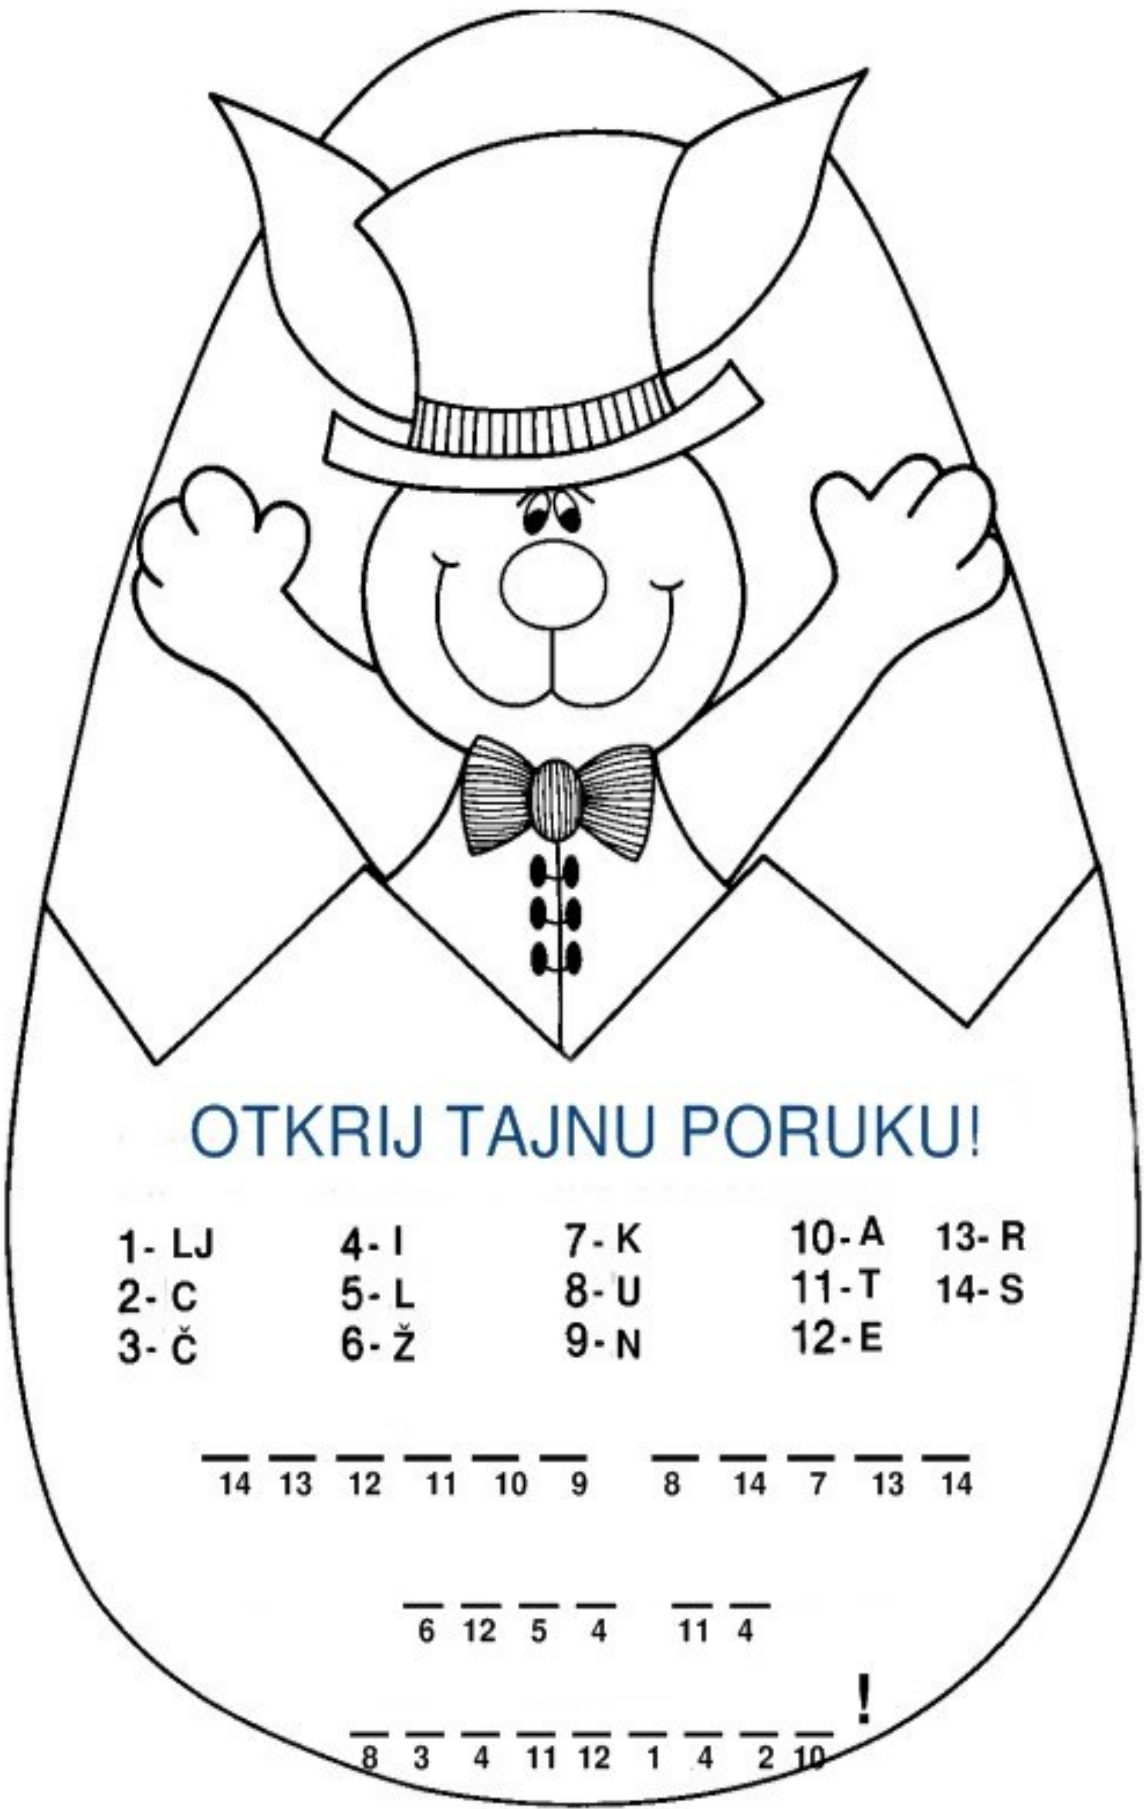 OTKRIJ TAJNU PORUKU!
1- LJ 4- I 7- K 10- A 13- R
2- C 5- L 8- U 11- T 14- S
3- Č 6- Ž 9- N 12- E
14 13 12 11 10 9 8 14 7 13 14
6 12 5 4 11 4
!
8 3 4 11 12 1 4 2 10